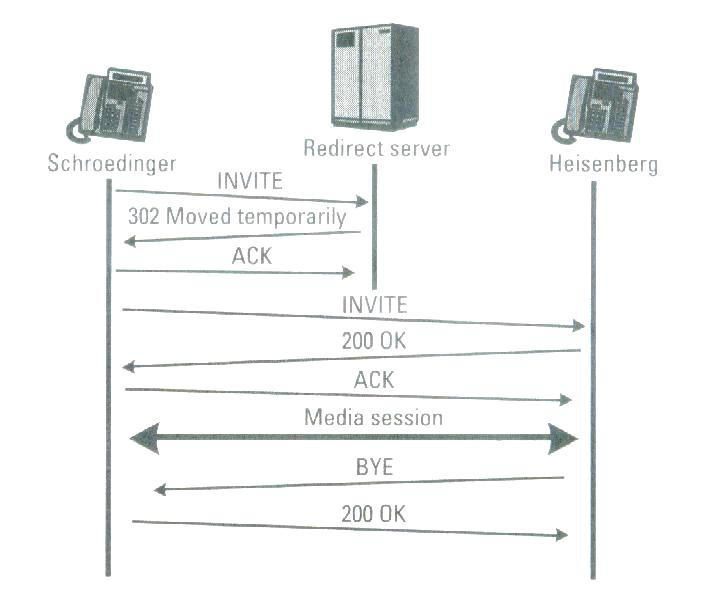 Schroedinger
Redirect server
Heisenberg
INVITE
302 Moved temporarily
ACK
INVITE
200 OK
ACK
Media session
BYE
200 OK